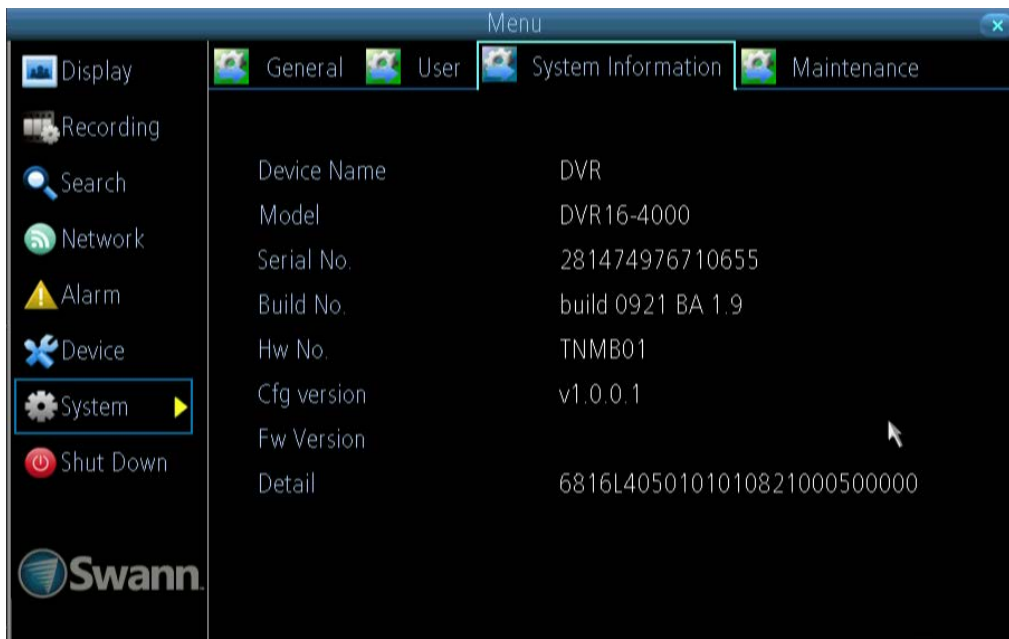 Menu
Display
Recording
Search
Network
Alarm
Device
System
Shut Down
Swann
General User System Information Maintenance
Device Name DVR
Model DVR16-4000
Serial No. 281474976710655
Build No. build 0921 BA 1.9
Hw No. TNMB01
Cfg version v1.0.0.1
Fw Version
Detail 6816L4050101010821000500000